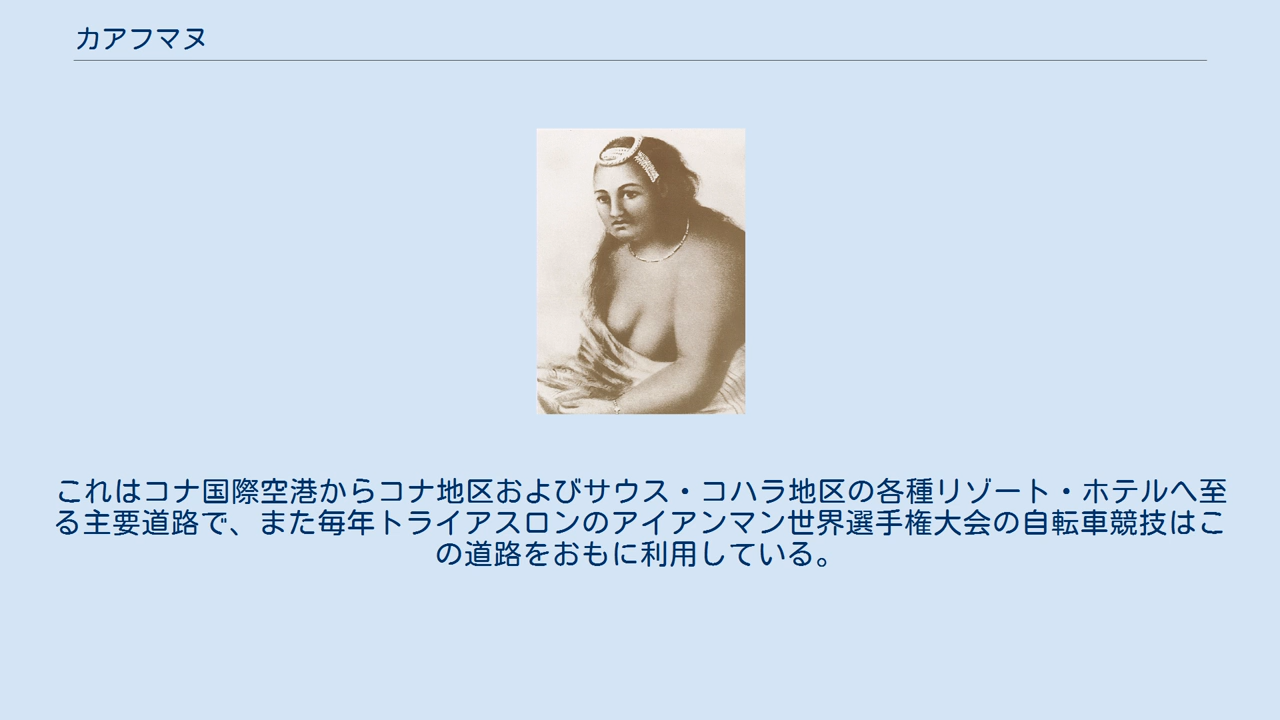 カアフマヌ
これはコナ国際空港からコナ地区およびサウス・コハラ地区の各種リゾート・ホテルへ至
る主要道路で、また毎年トライアスロンのアイアンマン世界選手権大会の自転車競技はこ
の道路をおもに利用している。